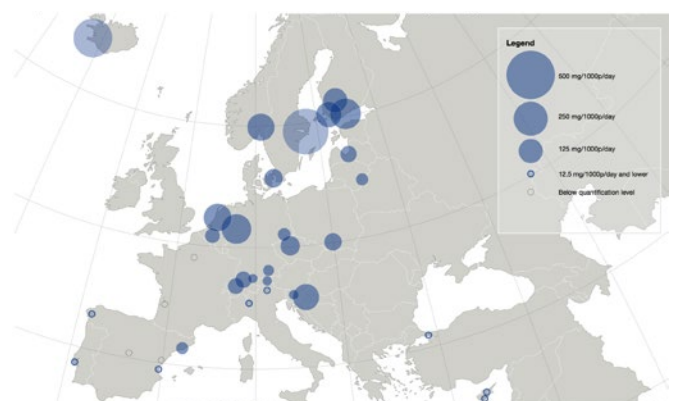 Legend
500 mg/1000p/day
250 mg/1000p/day
125 mg/1000p/day
12.5 mg/1000p/day and lower
Below quantification level